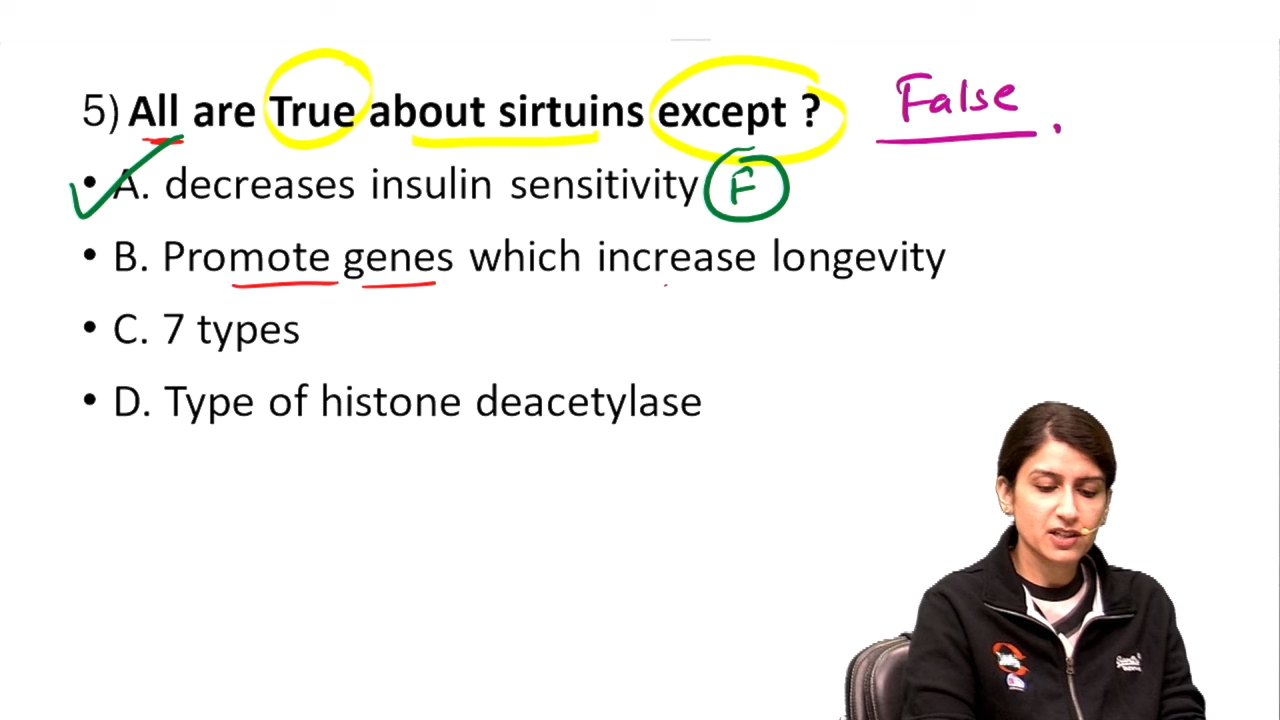 5) All are True about sirtuins except ? False.
• A. decreases insulin sensitivity F
• B. Promote genes which increase longevity
• C. 7 types
• D. Type of histone deacetylase